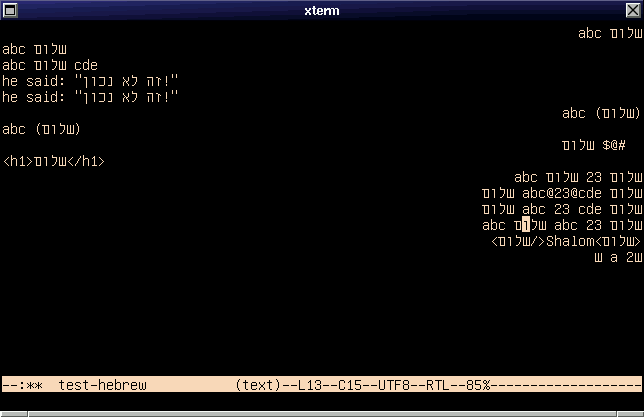 xterm
שלום abc
abc שלום
abc שלום cde
he said: "זה לא נכון!"
he said: "זה לא נכון!"
(שלום) abc
abc (שלום)
#@$ שלום
<h1>שלום</h1>
שלום 23 שלום abc
שלום abc@23@cde שלום
שלום abc 23 cde שלום
שלום abc 23 שלום abc
<שלום>Shalom</שלום>
ש2 a ש
--:** test-hebrew (text)--L13--C15--UTF8--RTL--85%-------------------